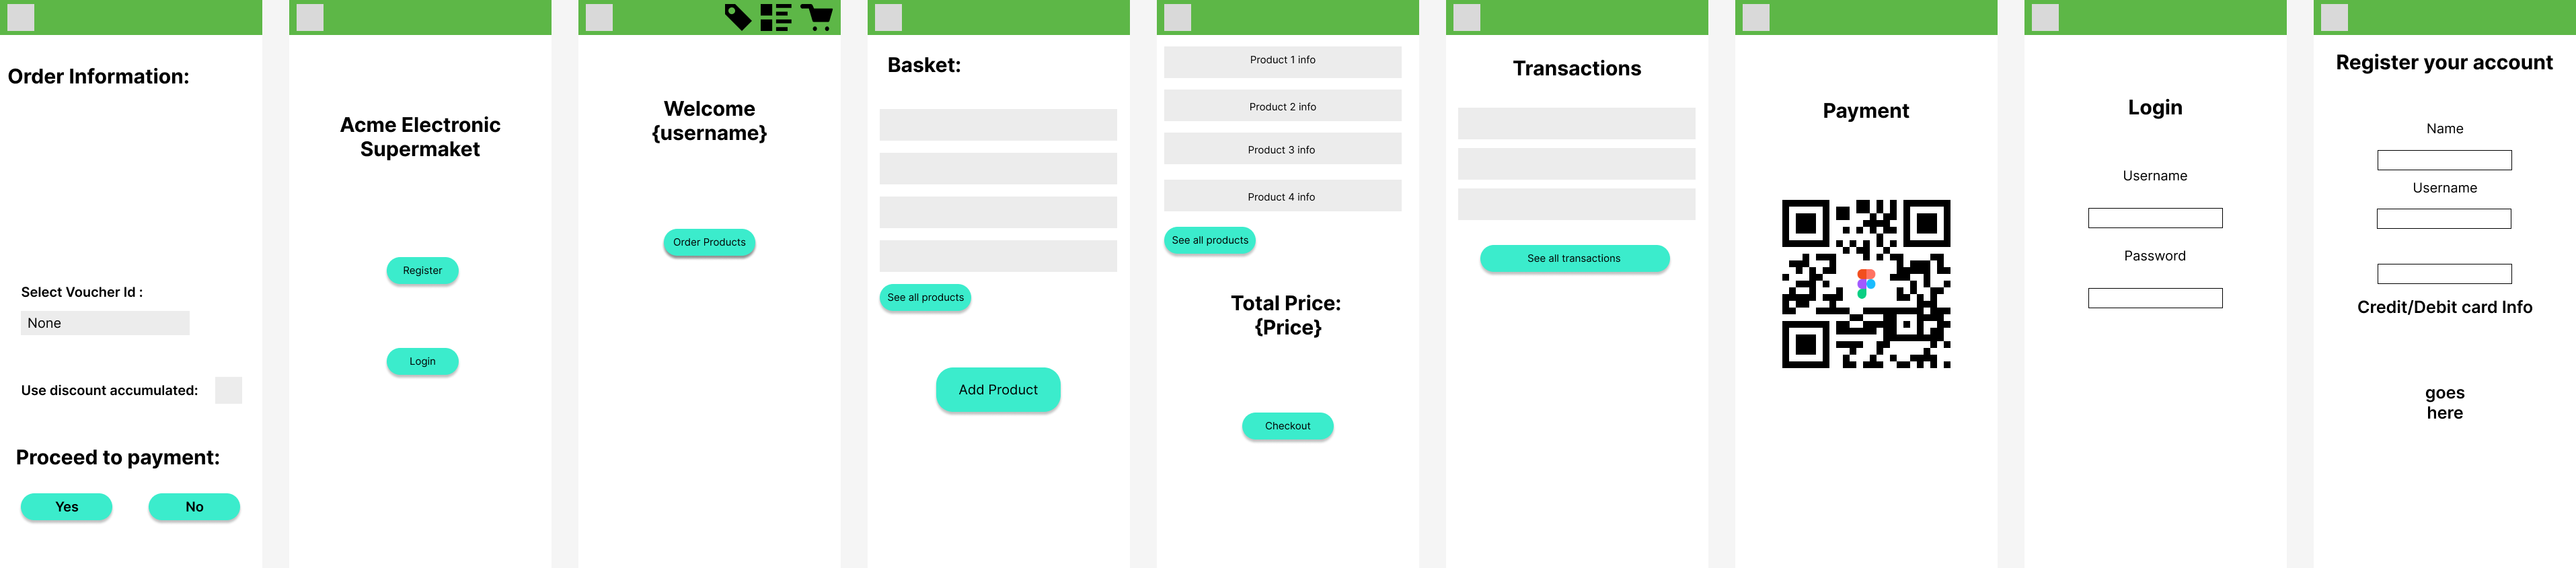 Order Information:
Select Voucher Id :
None
Use discount accumulated:
Proceed to payment:
Yes
No
Acme Electronic
Supermaket
Register
Login
Welcome
{username}
Order Products
Basket:
See all products
Add Product
Product 1 info
Product 2 info
Product 3 info
Product 4 info
See all products
Total Price:
{Price}
Checkout
Transactions
See all transactions
Payment
Login
Username
Password
Register your account
Name
Username
Credit/Debit card Info
goes
here